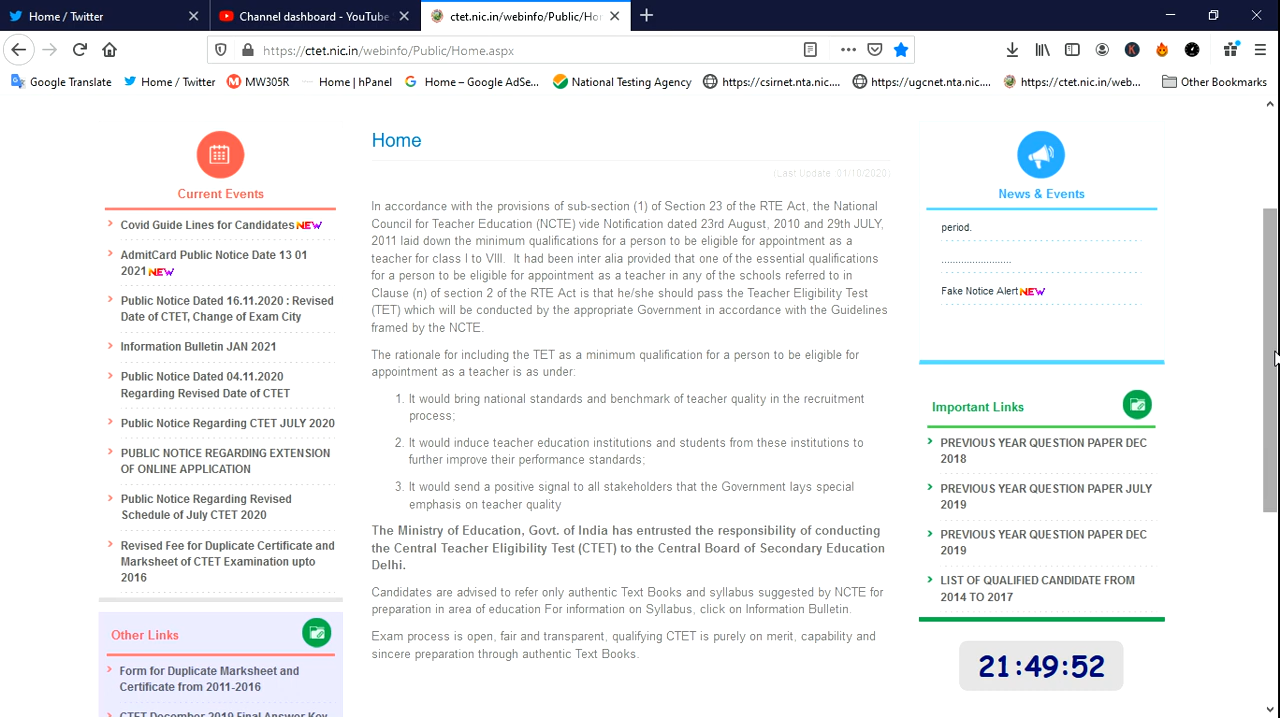 Home / Twitter
Channel dashboard - YouTube
ctet.nic.in/webinfo/Public/Ho
https://ctet.nic.in/webinfo/Public/Home.aspx
Google Translate
Home / Twitter
MW305R
Home | hPanel
Home – Google AdSe...
National Testing Agency
https://csirnet.nta.nic....
https://ugcnet.nta.nic....
https://ctet.nic.in/web...
Other Bookmarks
Current Events
Covid Guide Lines for Candidates NEW
AdmitCard Public Notice Date 13 01
2021 NEW
Public Notice Dated 16.11.2020 : Revised
Date of CTET, Change of Exam City
Information Bulletin JAN 2021
Public Notice Dated 04.11.2020
Regarding Revised Date of CTET
Public Notice Regarding CTET JULY 2020
PUBLIC NOTICE REGARDING EXTENSION
OF ONLINE APPLICATION
Public Notice Regarding Revised
Schedule of July CTET 2020
Revised Fee for Duplicate Certificate and
Marksheet of CTET Examination upto
2016
Other Links
Form for Duplicate Marksheet and
Certificate from 2011-2016
CTET December 2019 Final Answer Key
Home
(Last Update :01/10/2020)
In accordance with the provisions of sub-section (1) of Section 23 of the RTE Act, the National
Council for Teacher Education (NCTE) vide Notification dated 23rd August, 2010 and 29th JULY,
2011 laid down the minimum qualifications for a person to be eligible for appointment as a
teacher for class I to VIII. It had been inter alia provided that one of the essential qualifications
for a person to be eligible for appointment as a teacher in any of the schools referred to in
Clause (n) of section 2 of the RTE Act is that he/she should pass the Teacher Eligibility Test
(TET) which will be conducted by the appropriate Government in accordance with the Guidelines
framed by the NCTE.
The rationale for including the TET as a minimum qualification for a person to be eligible for
appointment as a teacher is as under:
1. It would bring national standards and benchmark of teacher quality in the recruitment
process;
2. It would induce teacher education institutions and students from these institutions to
further improve their performance standards;
3. It would send a positive signal to all stakeholders that the Government lays special
emphasis on teacher quality
The Ministry of Education, Govt. of India has entrusted the responsibility of conducting
the Central Teacher Eligibility Test (CTET) to the Central Board of Secondary Education
Delhi.
Candidates are advised to refer only authentic Text Books and syllabus suggested by NCTE for
preparation in area of education For information on Syllabus, click on Information Bulletin.
Exam process is open, fair and transparent, qualifying CTET is purely on merit, capability and
sincere preparation through authentic Text Books.
News & Events
period.
........................
Fake Notice Alert NEW
Important Links
PREVIOUS YEAR QUESTION PAPER DEC
2018
PREVIOUS YEAR QUESTION PAPER JULY
2019
PREVIOUS YEAR QUESTION PAPER DEC
2019
LIST OF QUALIFIED CANDIDATE FROM
2014 TO 2017
21:49:52